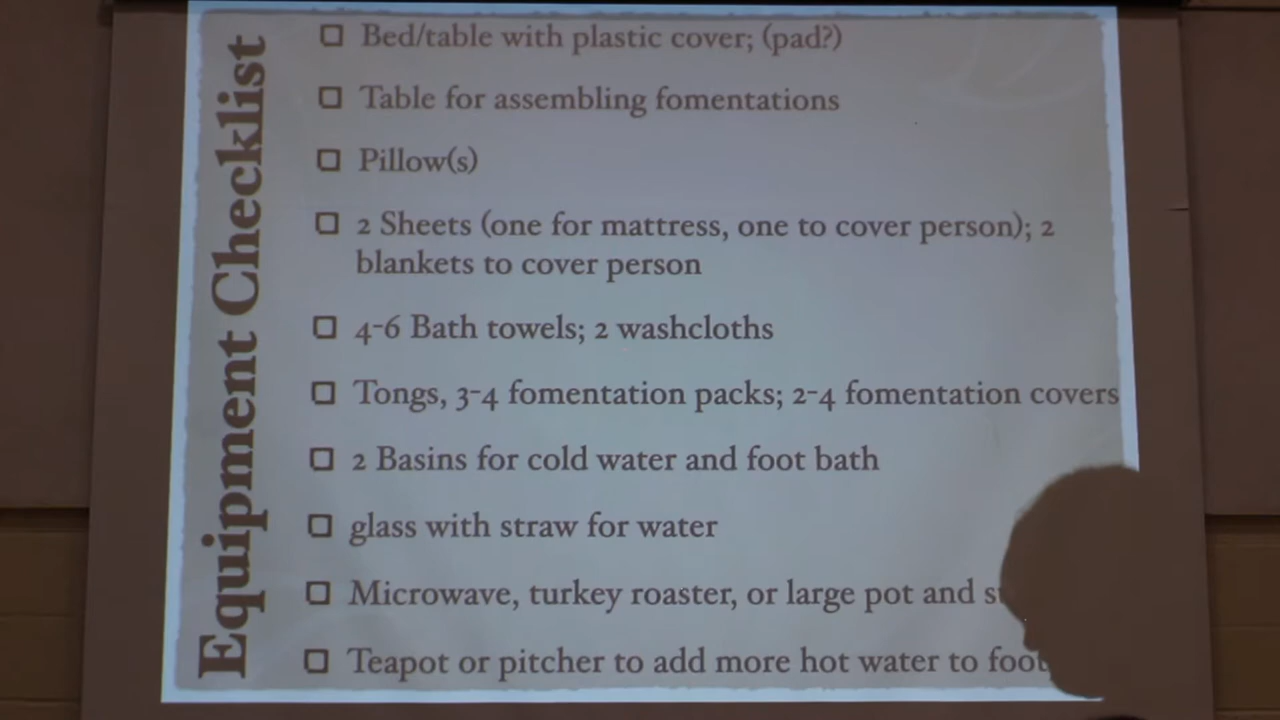 Equipment Checklist
Bed/table with plastic cover; (pad?)
Table for assembling fomentations
Pillow(s)
2 Sheets (one for mattress, one to cover person); 2
blankets to cover person
4-6 Bath towels; 2 washcloths
Tongs, 3-4 fomentation packs; 2-4 fomentation covers
2 Basins for cold water and foot bath
glass with straw for water
Microwave, turkey roaster, or large pot and
Teapot or pitcher to add more hot water to foot